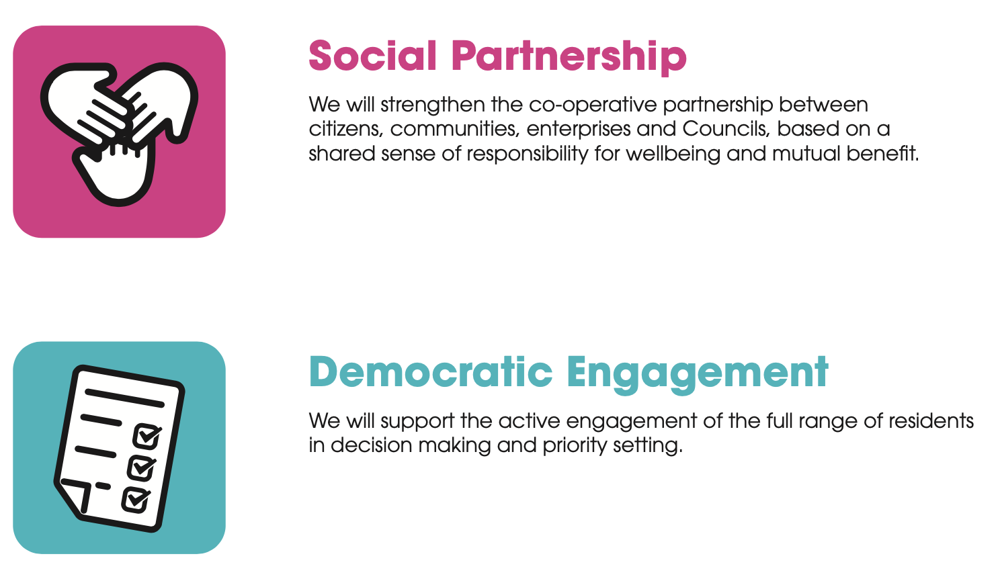 Social Partnership
We will strengthen the co-operative partnership between
citizens, communities, enterprises and Councils, based on a
shared sense of responsibility for wellbeing and mutual benefit.
Democratic Engagement
We will support the active engagement of the full range of residents
in decision making and priority setting.